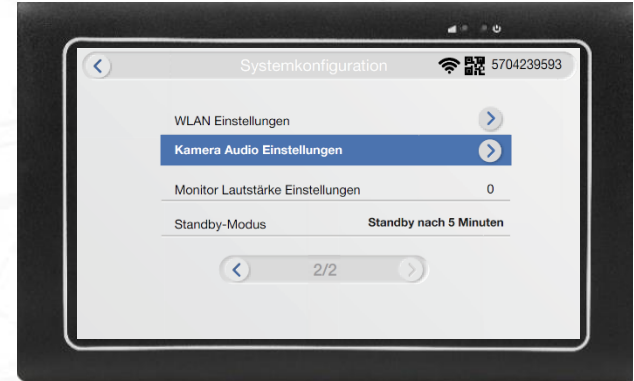 Systemkonfiguration 5704239593
WLAN Einstellungen
Kamera Audio Einstellungen
Monitor Lautstärke Einstellungen 0
Standby-Modus Standby nach 5 Minuten
2/2